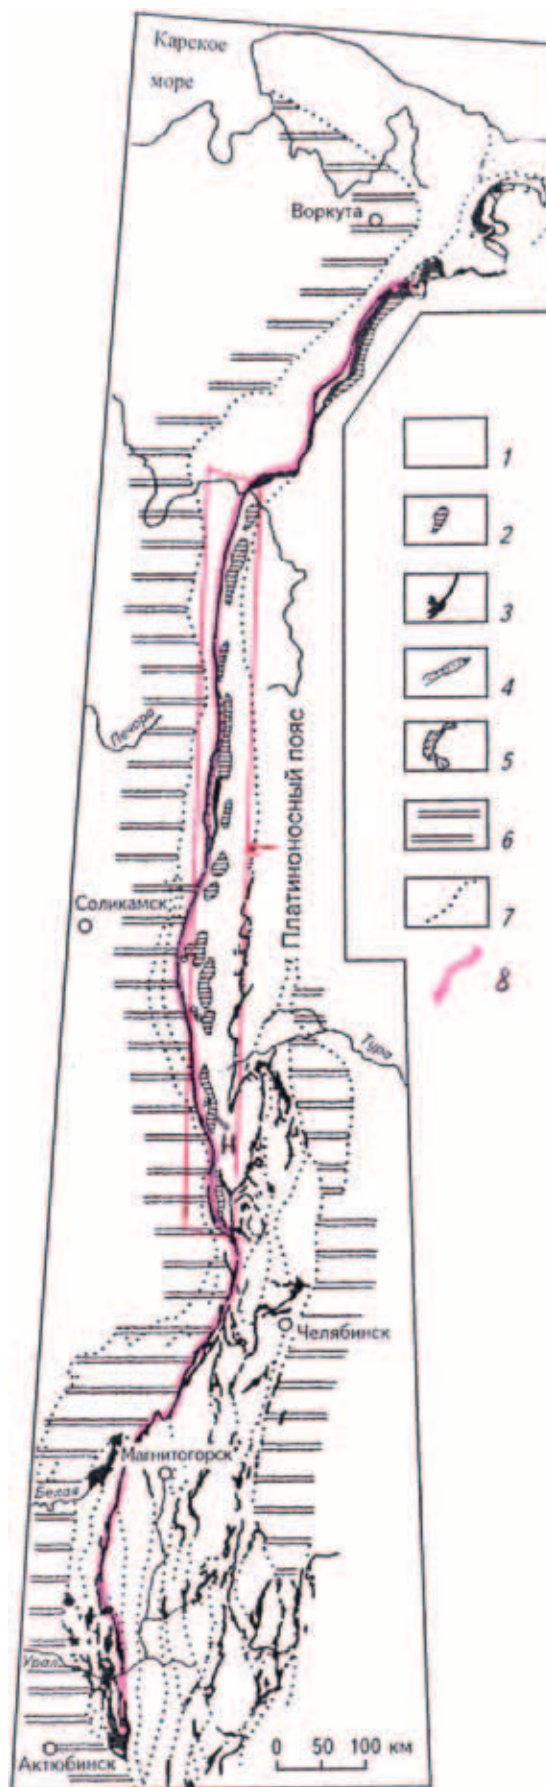 Карское
море
Воркута
1
2
3
4
5
6
7
8
Печора
Платиноносный пояс
Соликамск
Тура
Челябинск
Магнитогорск
Белая
Урал
Актюбинск
0 50 100 км